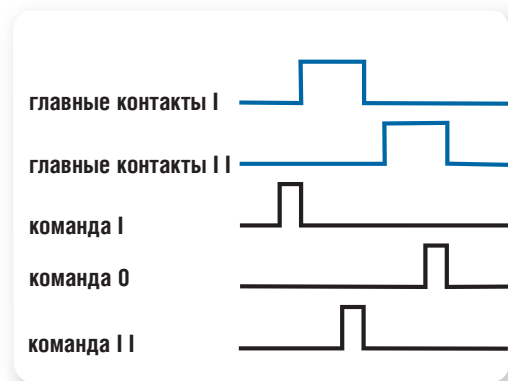 главные контакты I
главные контакты I I
команда I
команда 0
команда I I